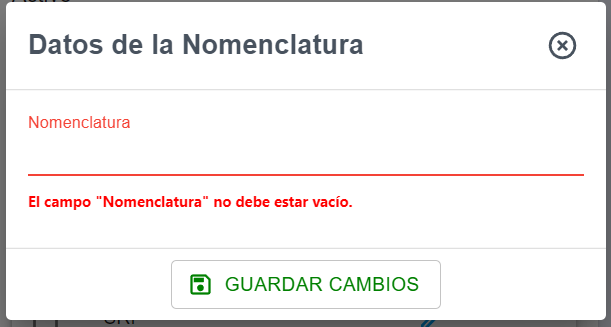 Datos de la Nomenclatura
Nomenclatura
El campo "Nomenclatura" no debe estar vacío.
GUARDAR CAMBIOS